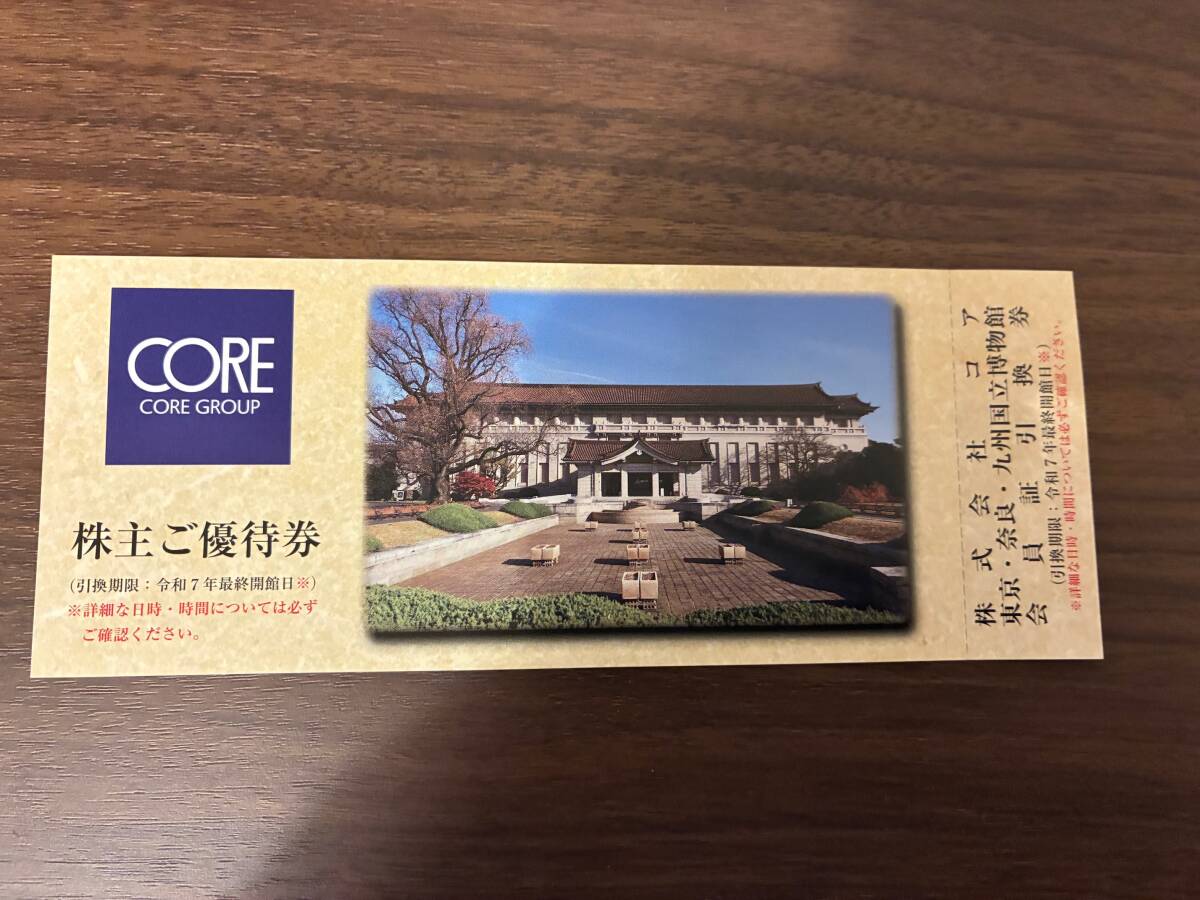 CORE
CORE GROUP
株主ご優待券
(引換期限：令和7年最終開館日※)
※詳細な日時・時間については必ず
ご確認ください。
株式会社コア
東京・奈良・九州国立博物館
会員証引換券
(引換期限：令和7年最終開館日※)
※詳細な日時・時間については必ずご確認ください。